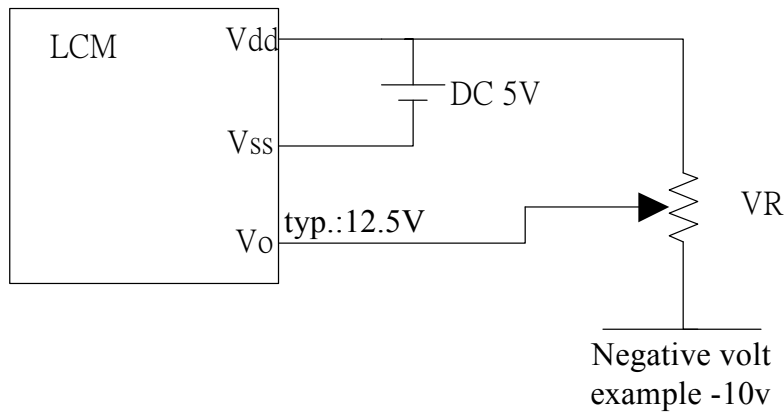 LCM
Vdd
DC 5V
Vss
VR
typ.:12.5V
Vo
Negative volt
example -10v